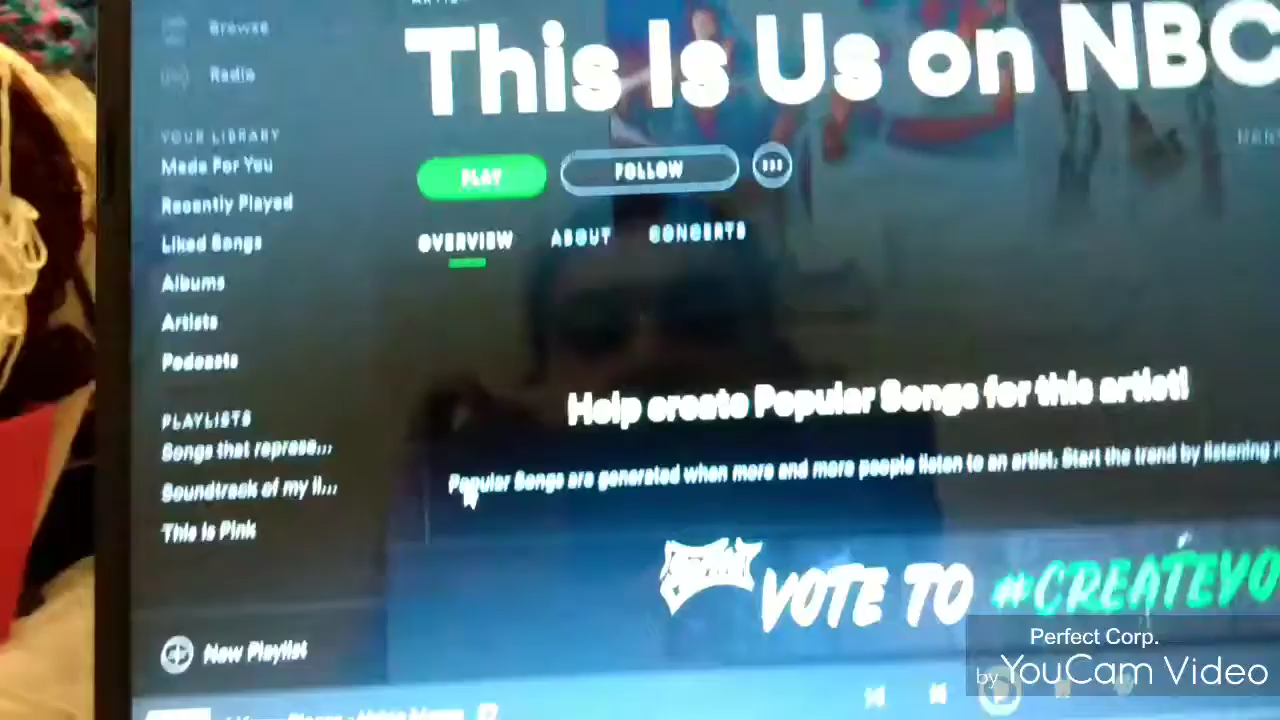 Browse
Radio
YOUR LIBRARY
Made For You
Recently Played
Liked Songs
Albums
Artists
Podcasts
PLAYLISTS
Songs that represe...
Soundtrack of my li...
This Is Pink
New Playlist
This Is Us on NBC
PLAY
FOLLOW
OVERVIEW
ABOUT
CONCERTS
Help create Popular Songs for this artist!
Popular Songs are generated when more and more people listen to an artist. Start the trend by listening
VOTE TO #CREATEYO
Perfect Corp.
by YouCam Video